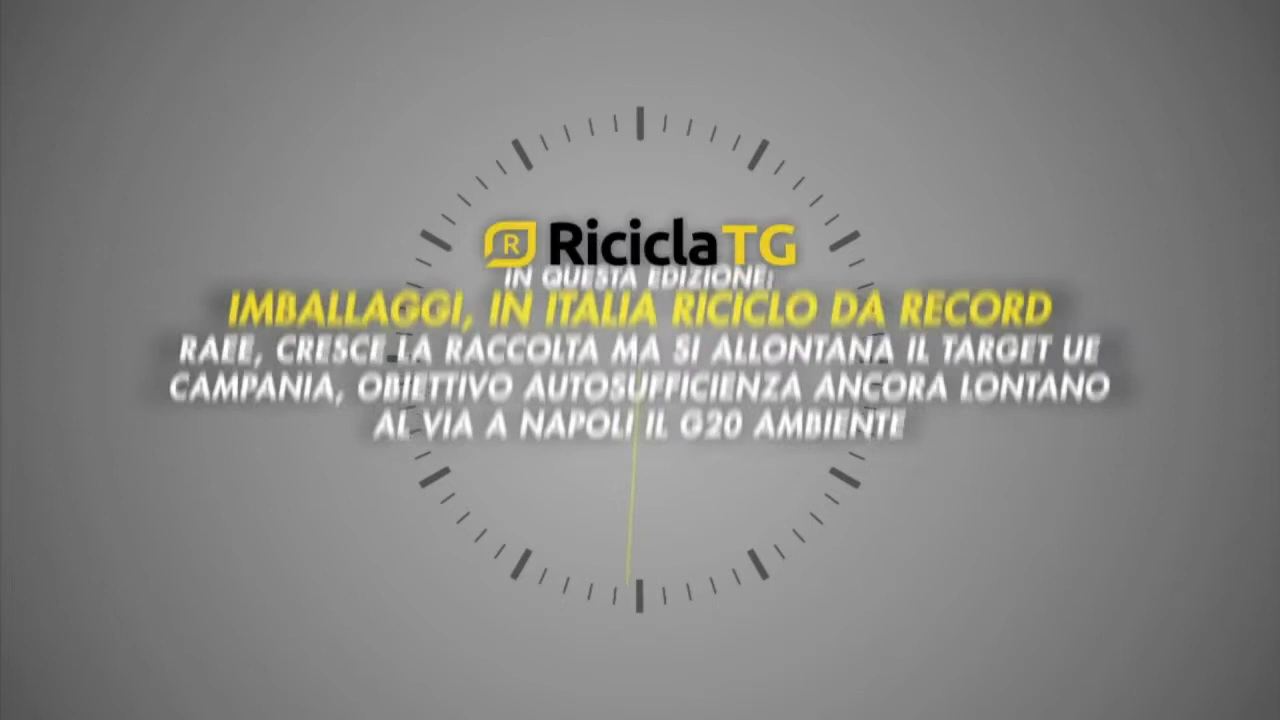 R RiciclaTG
IN QUESTA EDIZIONE:
IMBALLAGGI, IN ITALIA RICICLO DA RECORD
RAEE, CRESCE LA RACCOLTA MA SI ALLONTANA IL TARGET UE
CAMPANIA, OBIETTIVO AUTOSUFFICIENZA ANCORA LONTANO
AL VIA A NAPOLI IL G20 AMBIENTE